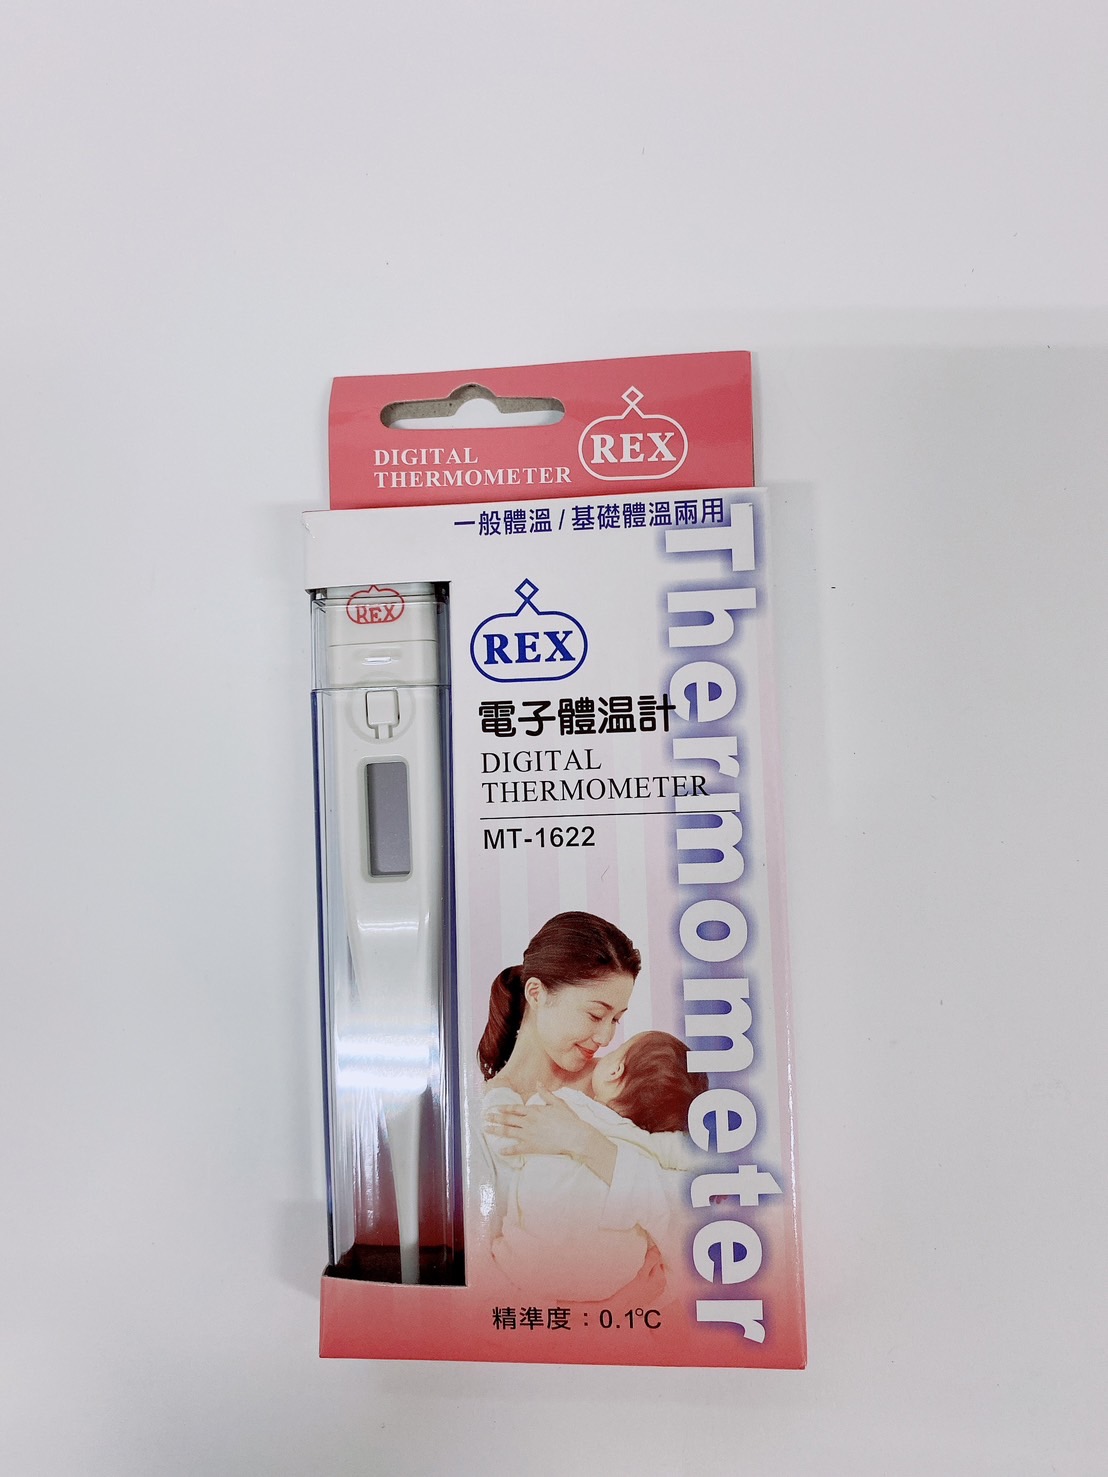 DIGITAL
THERMOMETER
REX
一般體溫/基礎體溫兩用
REX
REX
電子體温計
DIGITAL
THERMOMETER
MT-1622
Thermometer
精準度：0.1℃